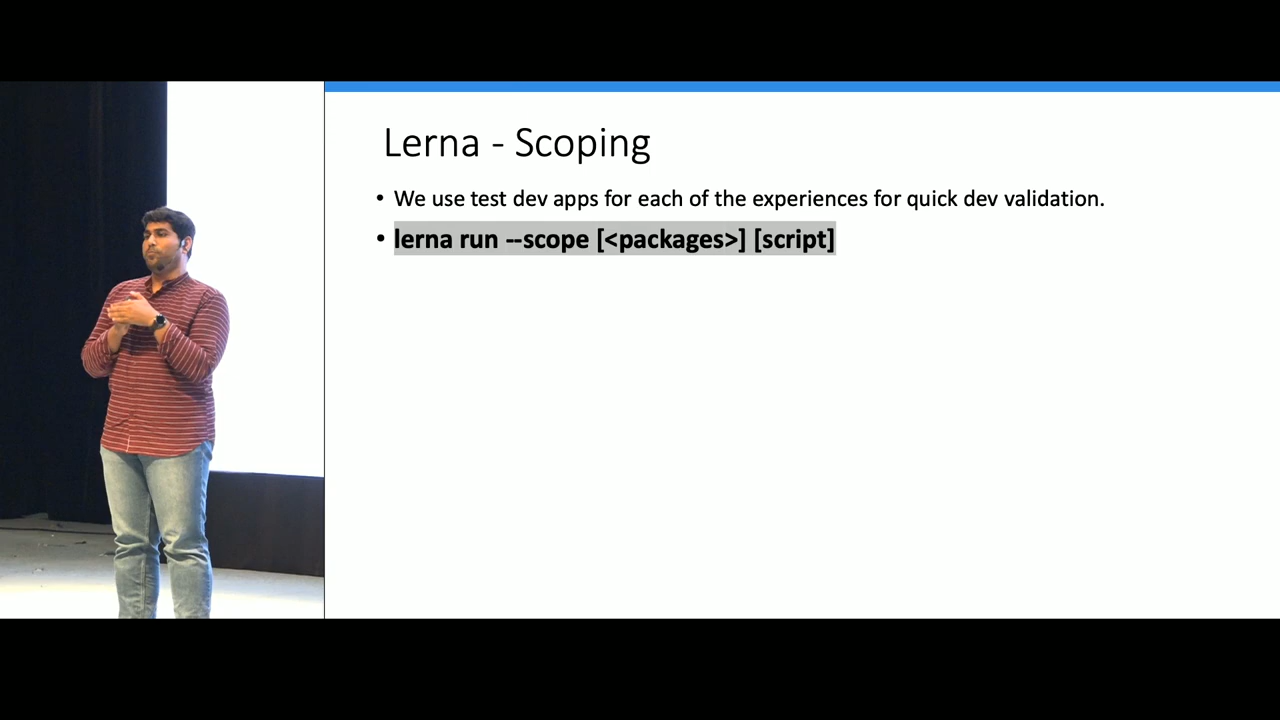 Lerna - Scoping
• We use test dev apps for each of the experiences for quick dev validation.
• lerna run --scope [<packages>] [script]